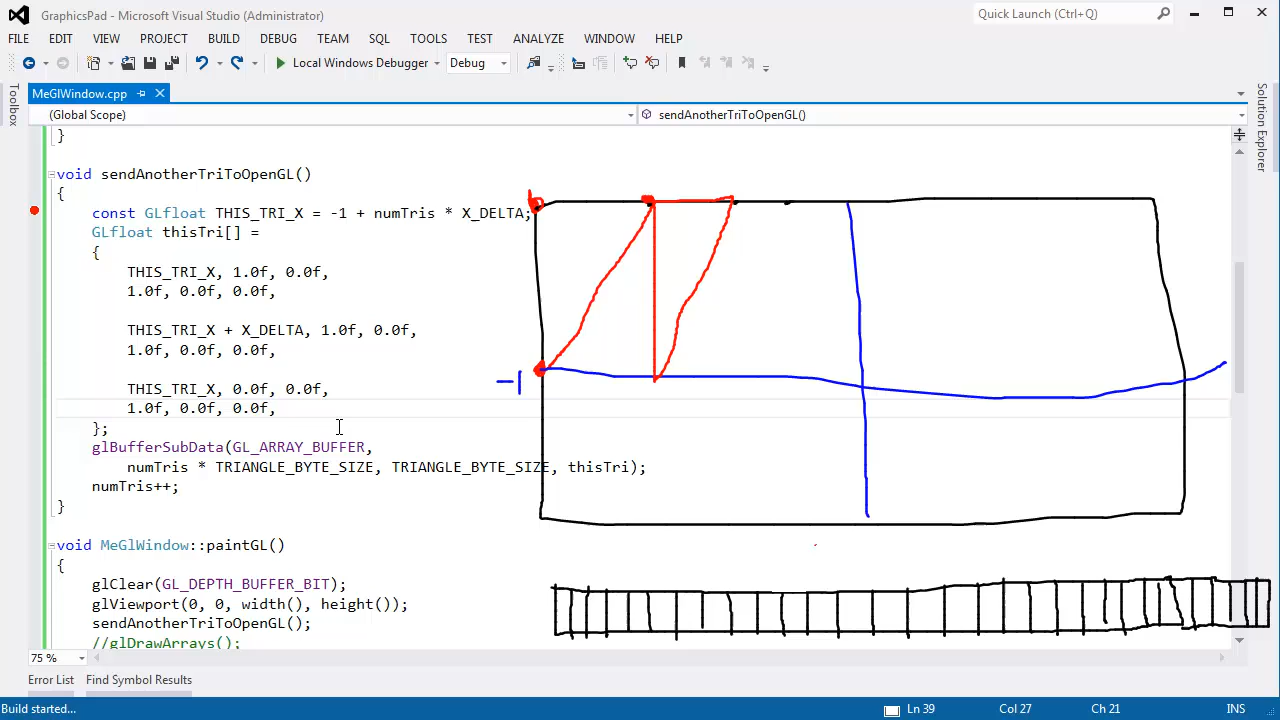 GraphicsPad - Microsoft Visual Studio (Administrator)
Quick Launch (Ctrl+Q)
FILE EDIT VIEW PROJECT BUILD DEBUG TEAM SQL TOOLS TEST ANALYZE WINDOW HELP
Local Windows Debugger Debug
Toolbox
MeGlWindow.cpp
Solution Explorer
(Global Scope) sendAnotherTriToOpenGL()
}
void sendAnotherTriToOpenGL()
{
const GLfloat THIS_TRI_X = -1 + numTris * X_DELTA;
GLfloat thisTri[] =
{
THIS_TRI_X, 1.0f, 0.0f,
1.0f, 0.0f, 0.0f,
THIS_TRI_X + X_DELTA, 1.0f, 0.0f,
1.0f, 0.0f, 0.0f,
-1
THIS_TRI_X, 0.0f, 0.0f,
1.0f, 0.0f, 0.0f,
};
glBufferSubData(GL_ARRAY_BUFFER,
numTris * TRIANGLE_BYTE_SIZE, TRIANGLE_BYTE_SIZE, thisTri);
numTris++;
}
void MeGlWindow::paintGL()
{
glClear(GL_DEPTH_BUFFER_BIT);
glViewport(0, 0, width(), height());
sendAnotherTriToOpenGL();
//glDrawArrays();
75 %
Error List Find Symbol Results
Build started... Ln 39 Col 27 Ch 21 INS